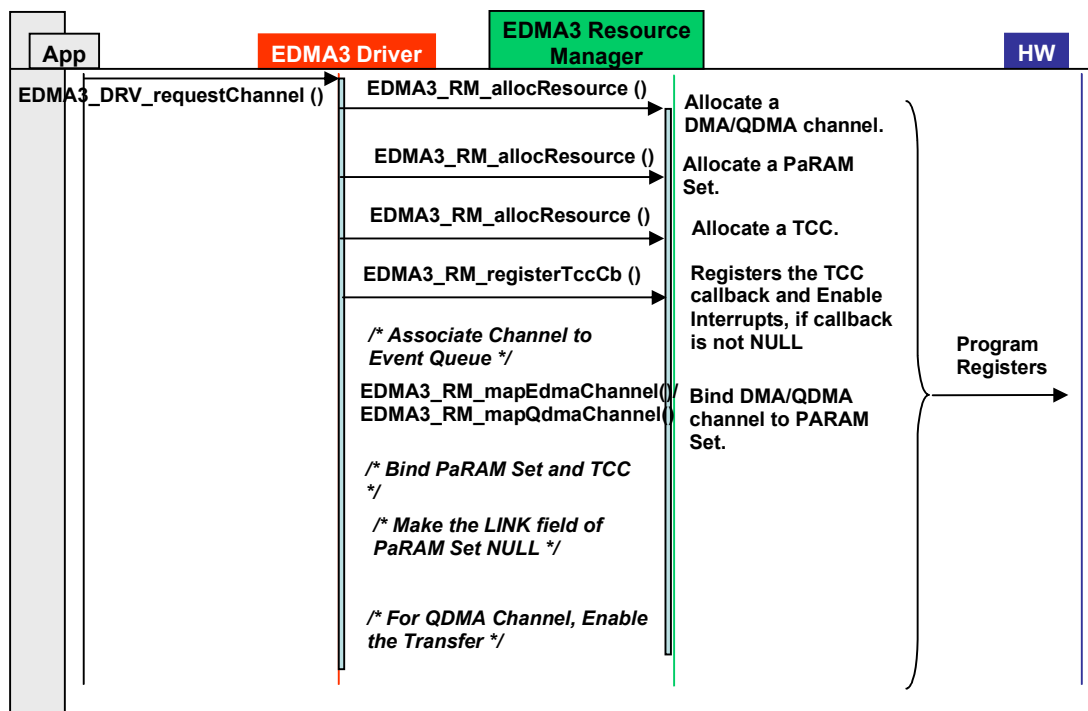 App
EDMA3 Driver
EDMA3 Resource
Manager
HW
EDMA3_DRV_requestChannel ()
EDMA3_RM_allocResource ()
Allocate a
DMA/QDMA channel.
EDMA3_RM_allocResource ()
Allocate a PaRAM
Set.
EDMA3_RM_allocResource ()
Allocate a TCC.
EDMA3_RM_registerTccCb ()
Registers the TCC
callback and Enable
Interrupts, if callback
is not NULL
/* Associate Channel to
Event Queue */
Program
Registers
EDMA3_RM_mapEdmaChannel()/
EDMA3_RM_mapQdmaChannel()
Bind DMA/QDMA
channel to PARAM
Set.
/* Bind PaRAM Set and TCC
*/
/* Make the LINK field of
PaRAM Set NULL */
/* For QDMA Channel, Enable
the Transfer */